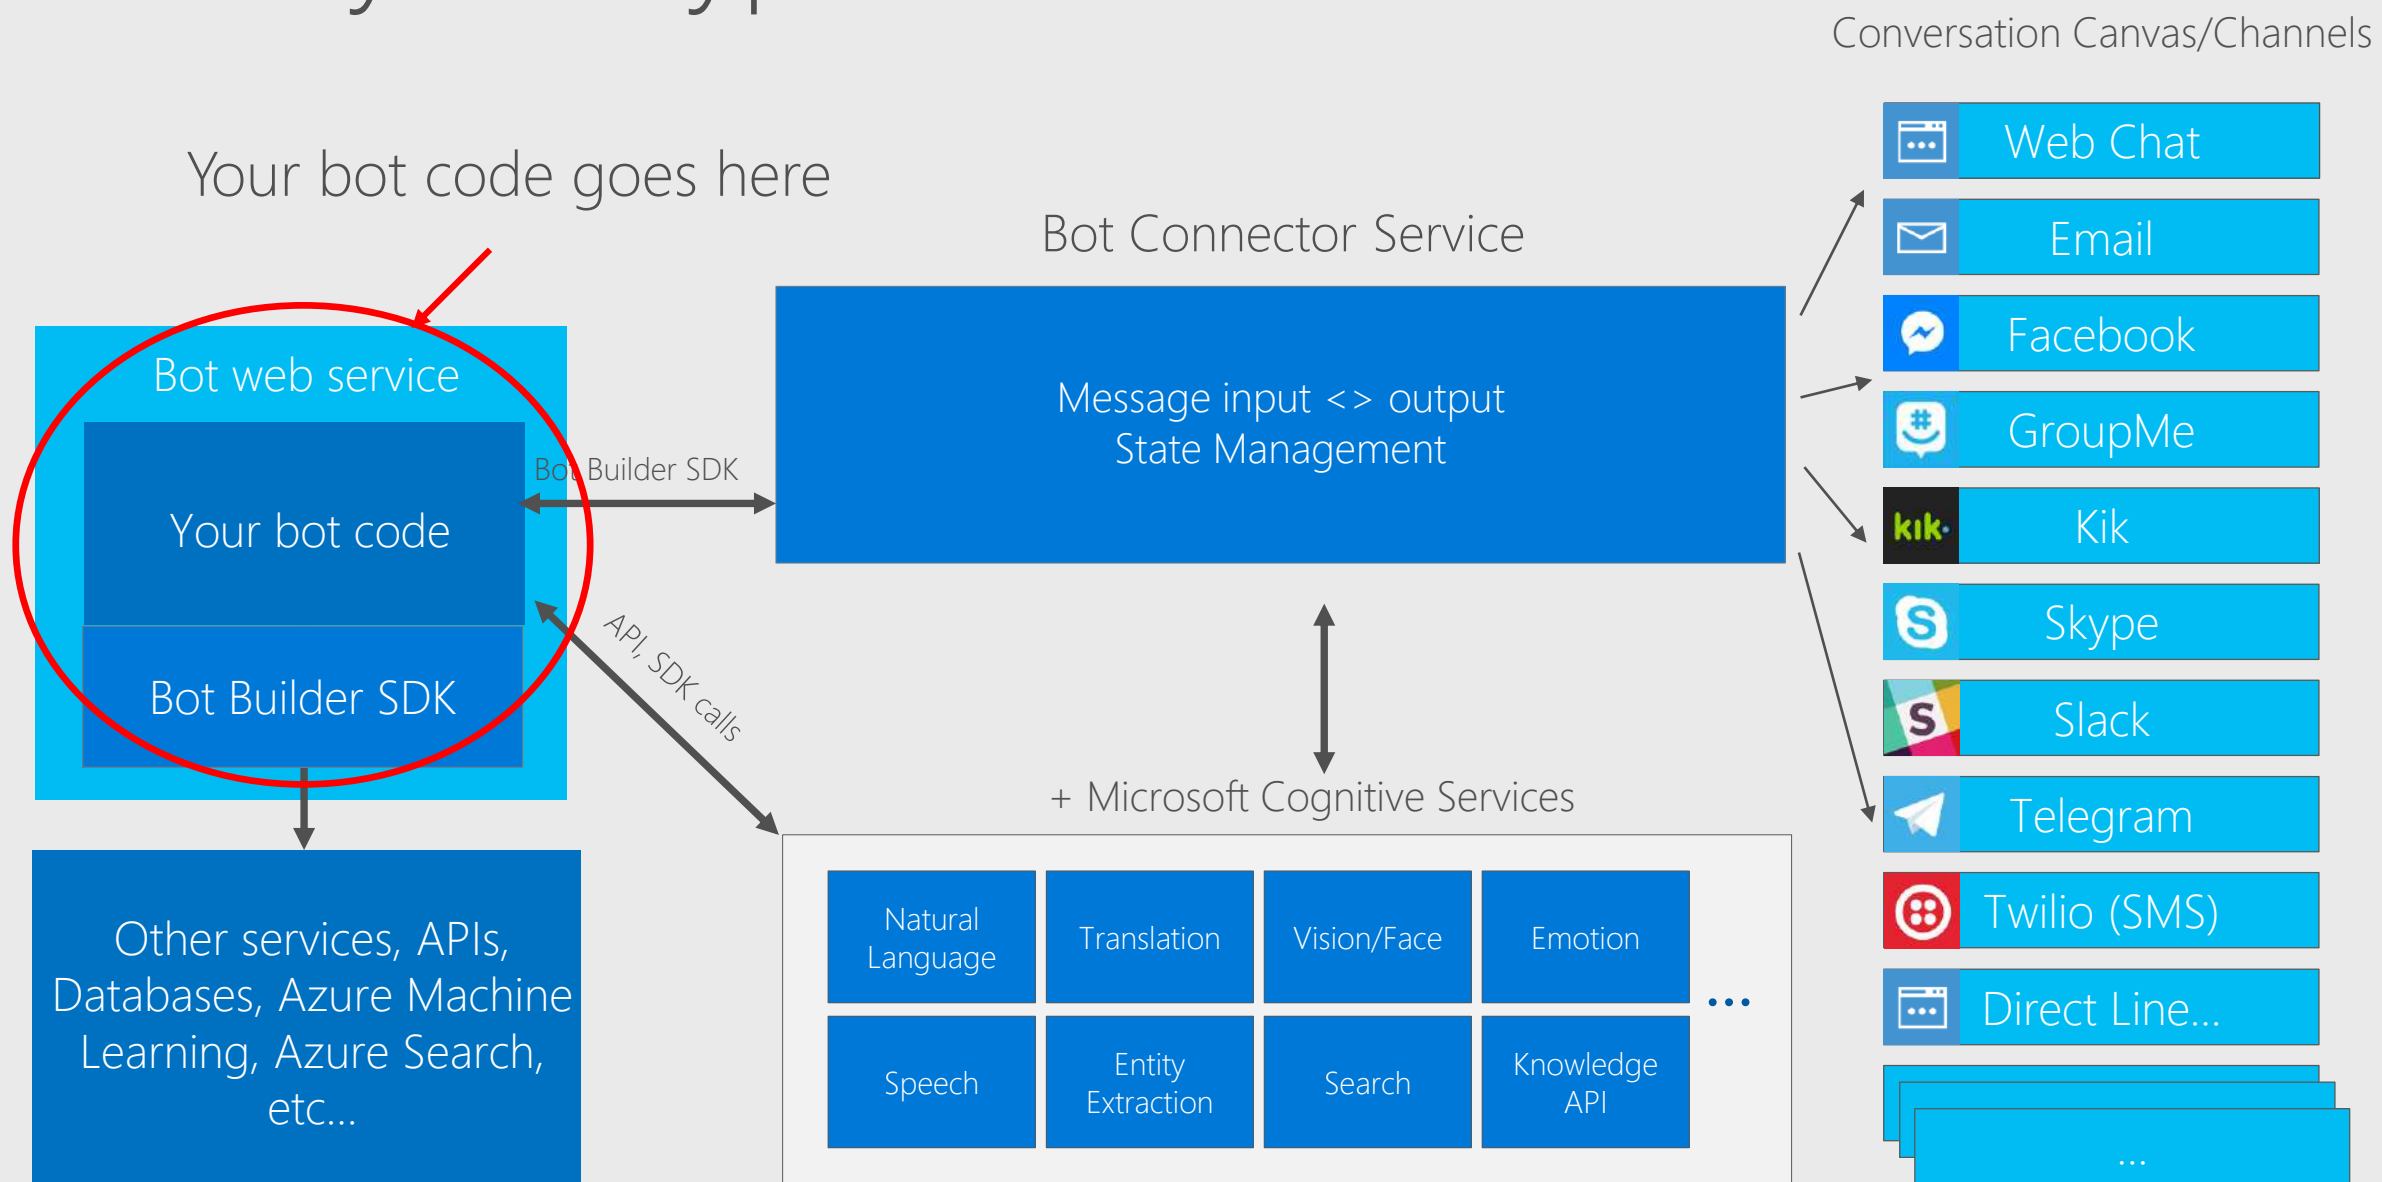 Conversation Canvas/Channels
Your bot code goes here
Bot web service
Your bot code
Bot Builder SDK
Bot Builder SDK
API, SDK calls
Other services, APIs,
Databases, Azure Machine
Learning, Azure Search,
etc...
Bot Connector Service
Message input <> output
State Management
+ Microsoft Cognitive Services
Natural
Language
Translation
Vision/Face
Emotion
...
Speech
Entity
Extraction
Search
Knowledge
API
Web Chat
Email
Facebook
# GroupMe
kik· Kik
S Skype
S Slack
Telegram
Twilio (SMS)
Direct Line...
...